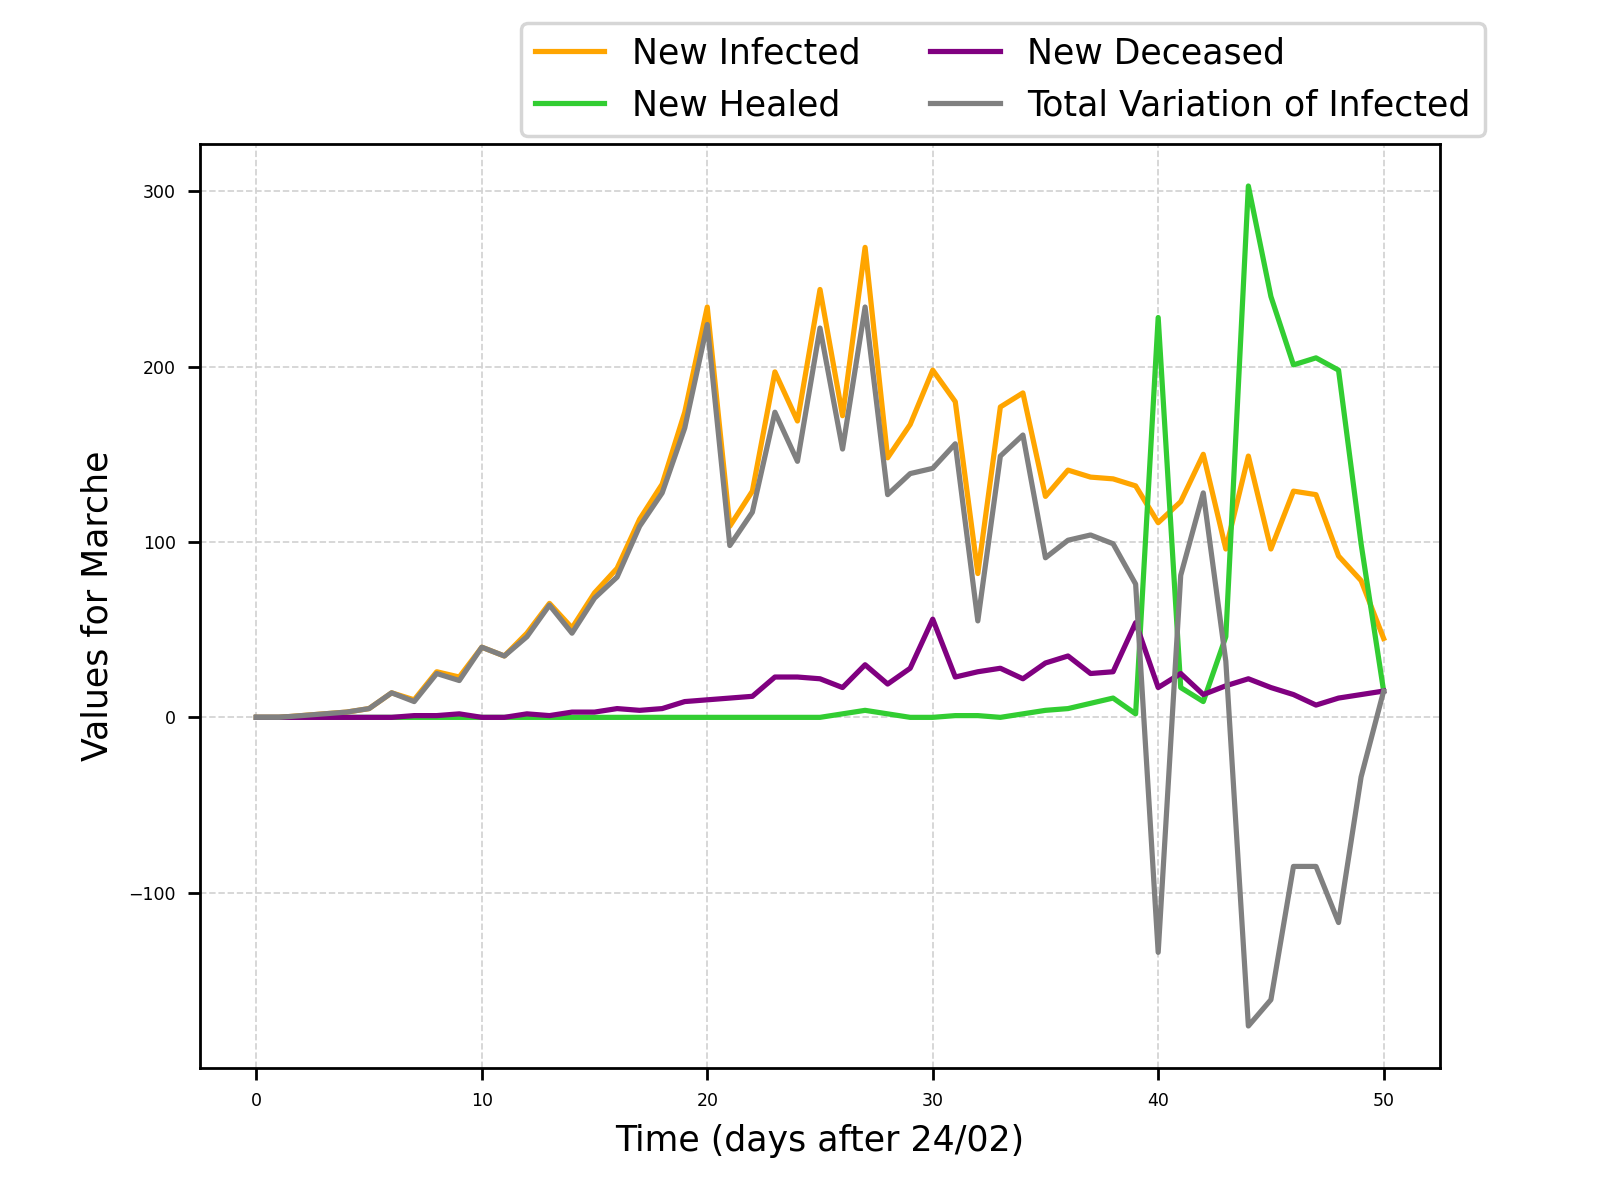 New Infected
New Healed
New Deceased
Total Variation of Infected
Values for Marche
300
200
100
0
−100
0 10 20 30 40 50
Time (days after 24/02)